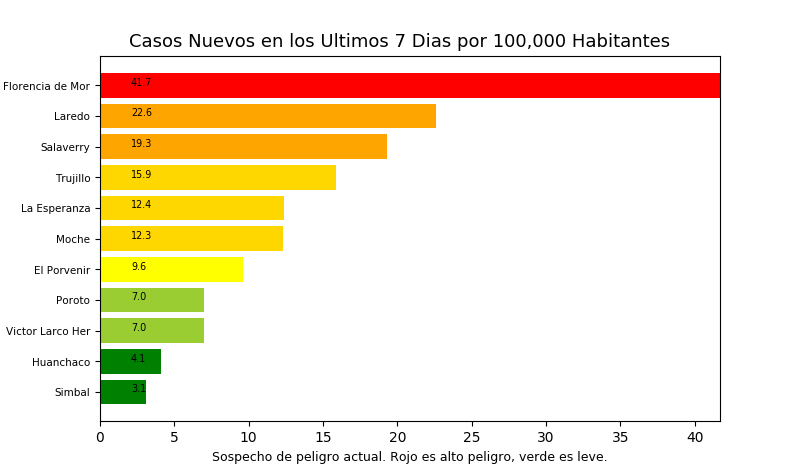 Casos Nuevos en los Ultimos 7 Dias por 100,000 Habitantes
Florencia de Mor 41.7
Laredo 22.6
Salaverry 19.3
Trujillo 15.9
La Esperanza 12.4
Moche 12.3
El Porvenir 9.6
Poroto 7.0
Victor Larco Her 7.0
Huanchaco 4.1
Simbal 3.1
0 5 10 15 20 25 30 35 40
Sospecho de peligro actual. Rojo es alto peligro, verde es leve.